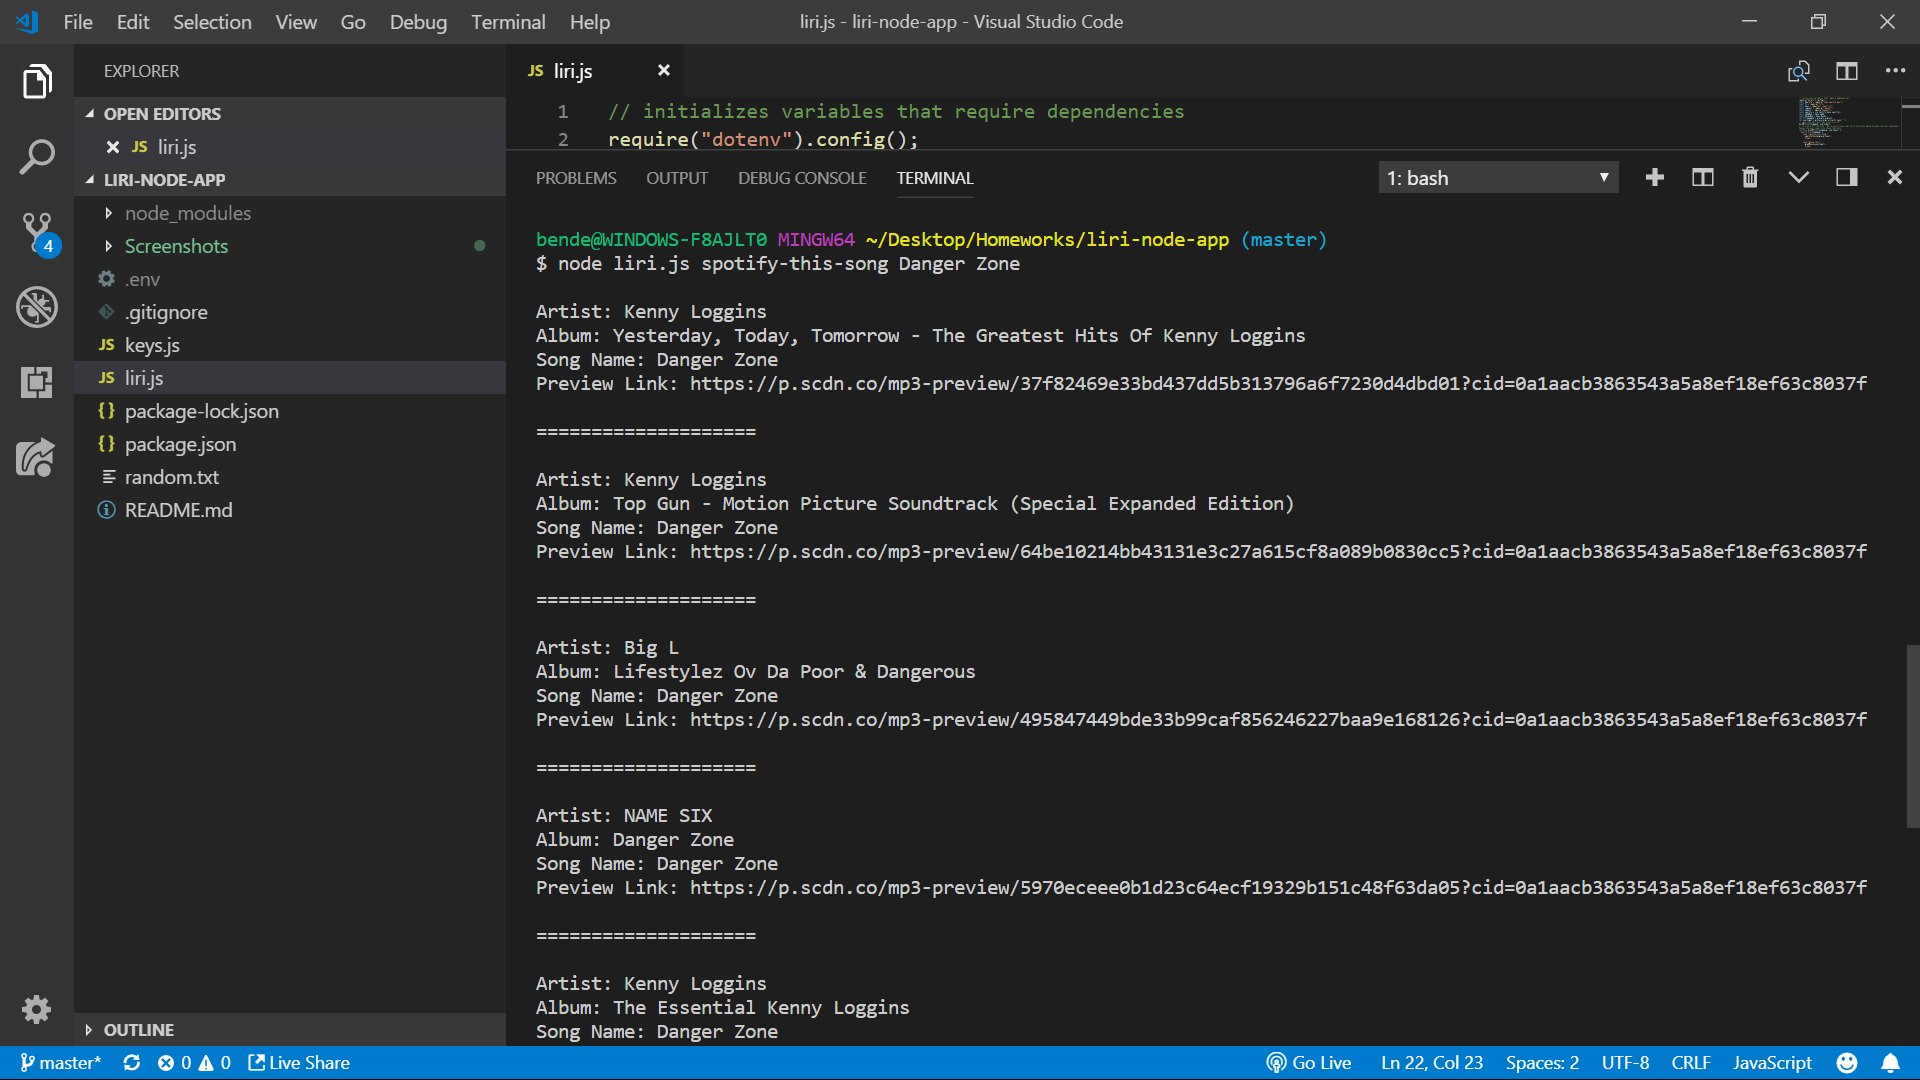 File Edit Selection View Go Debug Terminal Help
liri.js - liri-node-app - Visual Studio Code
EXPLORER
OPEN EDITORS
JS liri.js
LIRI-NODE-APP
node_modules
Screenshots
.env
.gitignore
JS keys.js
JS liri.js
{} package-lock.json
{} package.json
random.txt
README.md
OUTLINE
4
JS liri.js
1 // initializes variables that require dependencies
2 require("dotenv").config();
PROBLEMS OUTPUT DEBUG CONSOLE TERMINAL
1: bash
bende@WINDOWS-F8AJLT0 MINGW64 ~/Desktop/Homeworks/liri-node-app (master)
$ node liri.js spotify-this-song Danger Zone
Artist: Kenny Loggins
Album: Yesterday, Today, Tomorrow - The Greatest Hits Of Kenny Loggins
Song Name: Danger Zone
Preview Link: https://p.scdn.co/mp3-preview/37f82469e33bd437dd5b313796a6f7230d4dbd01?cid=0a1aacb3863543a5a8ef18ef63c8037f
====================
Artist: Kenny Loggins
Album: Top Gun - Motion Picture Soundtrack (Special Expanded Edition)
Song Name: Danger Zone
Preview Link: https://p.scdn.co/mp3-preview/64be10214bb43131e3c27a615cf8a089b0830cc5?cid=0a1aacb3863543a5a8ef18ef63c8037f
====================
Artist: Big L
Album: Lifestylez Ov Da Poor & Dangerous
Song Name: Danger Zone
Preview Link: https://p.scdn.co/mp3-preview/495847449bde33b99caf856246227baa9e168126?cid=0a1aacb3863543a5a8ef18ef63c8037f
====================
Artist: NAME SIX
Album: Danger Zone
Song Name: Danger Zone
Preview Link: https://p.scdn.co/mp3-preview/5970eceee0b1d23c64ecf19329b151c48f63da05?cid=0a1aacb3863543a5a8ef18ef63c8037f
====================
Artist: Kenny Loggins
Album: The Essential Kenny Loggins
Song Name: Danger Zone
master* 0 0 Live Share Go Live Ln 22, Col 23 Spaces: 2 UTF-8 CRLF JavaScript